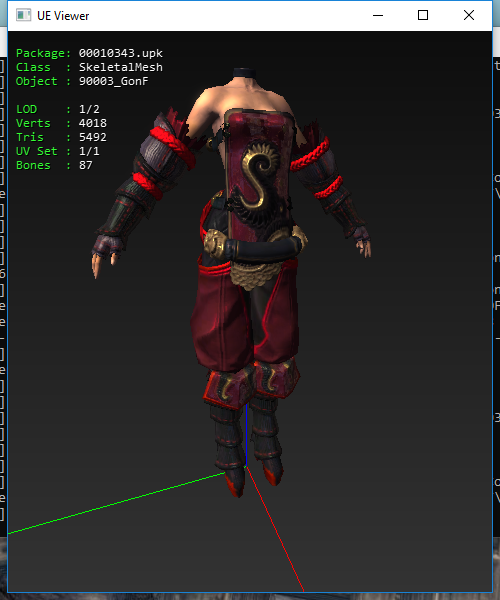 UE Viewer
Package: 00010343.upk
Class  : SkeletalMesh
Object : 90003_GonF
LOD    : 1/2
Verts  : 4018
Tris   : 5492
UV Set : 1/1
Bones  : 87